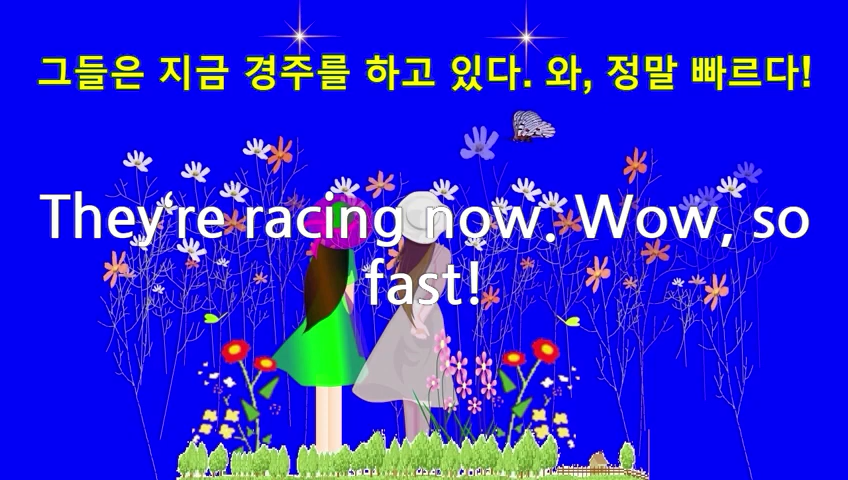 그들은 지금 경주를 하고 있다. 와, 정말 빠르다!
They‘re racing now. Wow, so
fast!